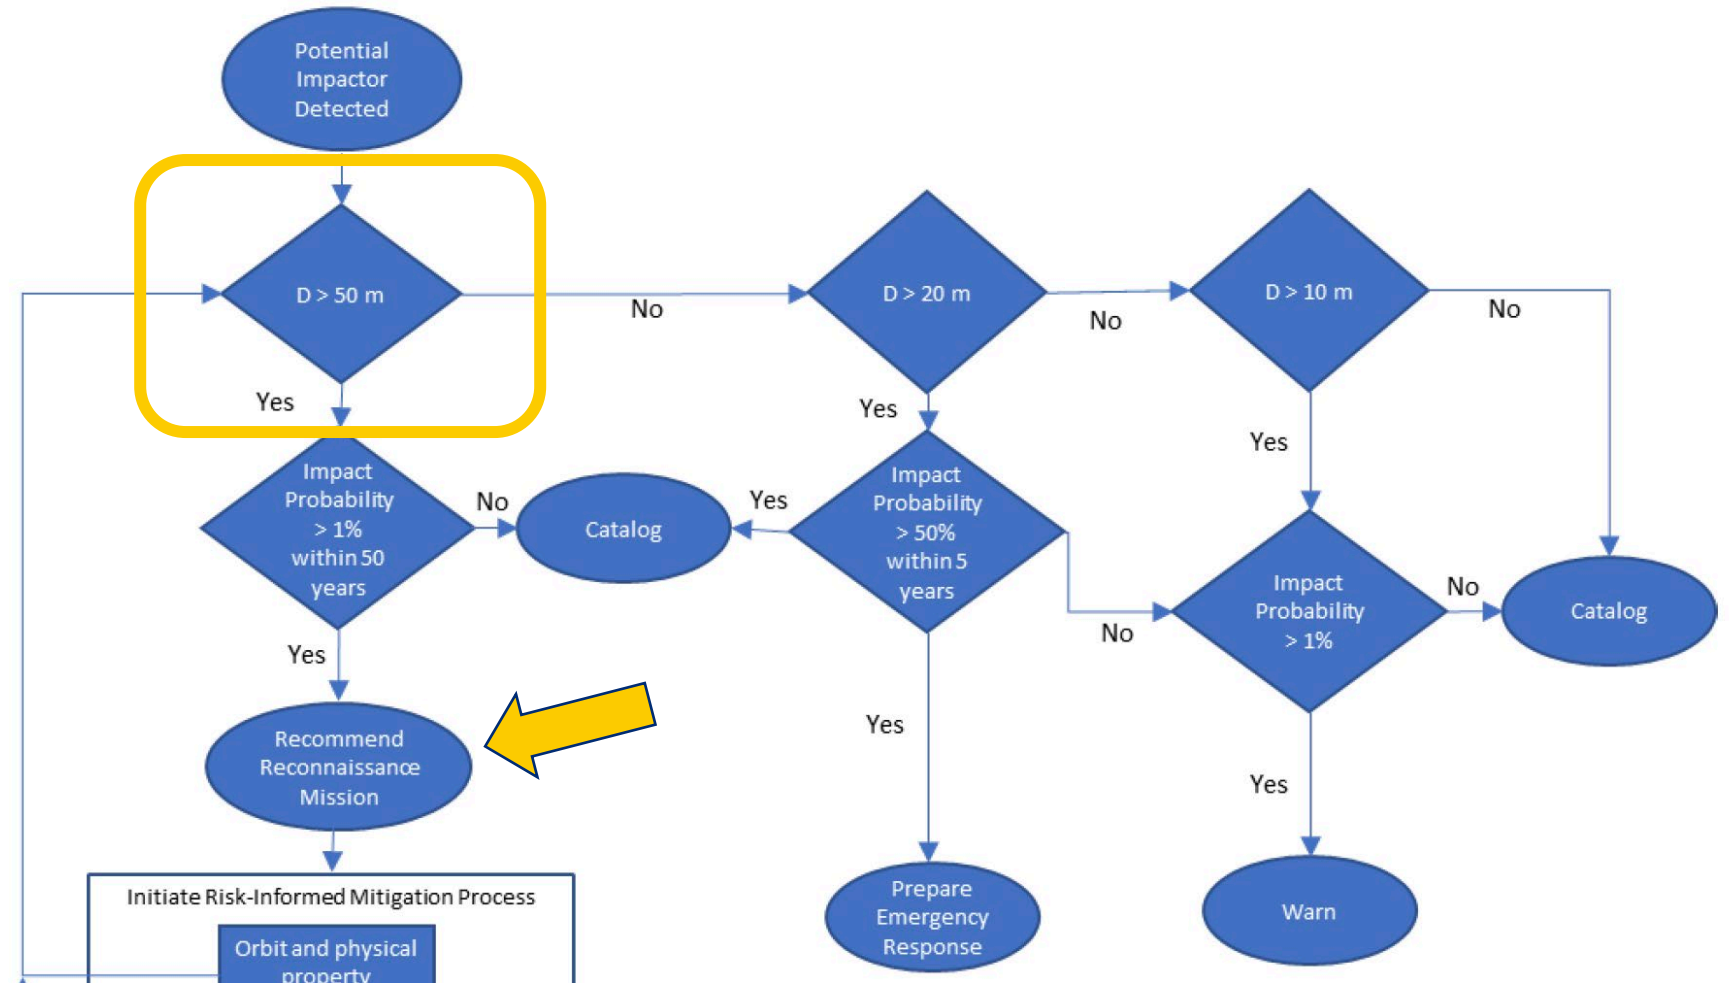 Potential
Impactor
Detected
D > 50 m
No
D > 20 m
No
D > 10 m
No
Yes
Yes
Yes
Impact
Probability
> 1%
within 50
years
No
Catalog
Yes
Impact
Probability
> 50%
within 5
years
No
Impact
Probability
> 1%
No
Catalog
Yes
Recommend
Reconnaissance
Mission
Yes
Yes
Initiate Risk-Informed Mitigation Process
Orbit and physical
property
Prepare
Emergency
Response
Warn